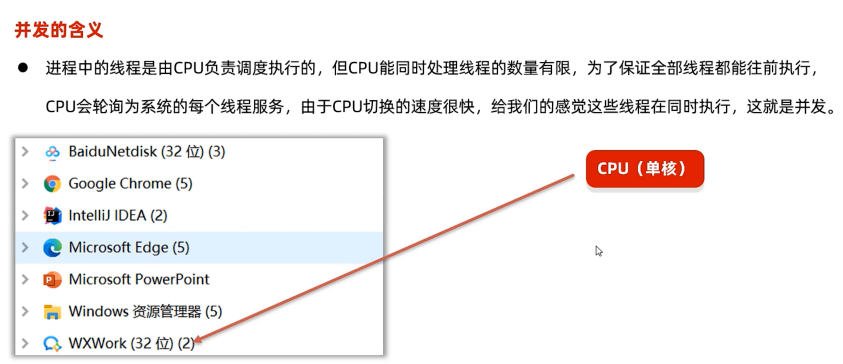 并发的含义
● 进程中的线程是由CPU负责调度执行的，但CPU能同时处理线程的数量有限，为了保证全部线程都能往前执行，
CPU会轮询为系统的每个线程服务，由于CPU切换的速度很快，给我们的感觉这些线程在同时执行，这就是并发。
BaiduNetdisk (32 位) (3)
CPU（单核）
Google Chrome (5)
IntelliJ IDEA (2)
Microsoft Edge (5)
Microsoft PowerPoint
Windows 资源管理器 (5)
WXWork (32 位) (2)